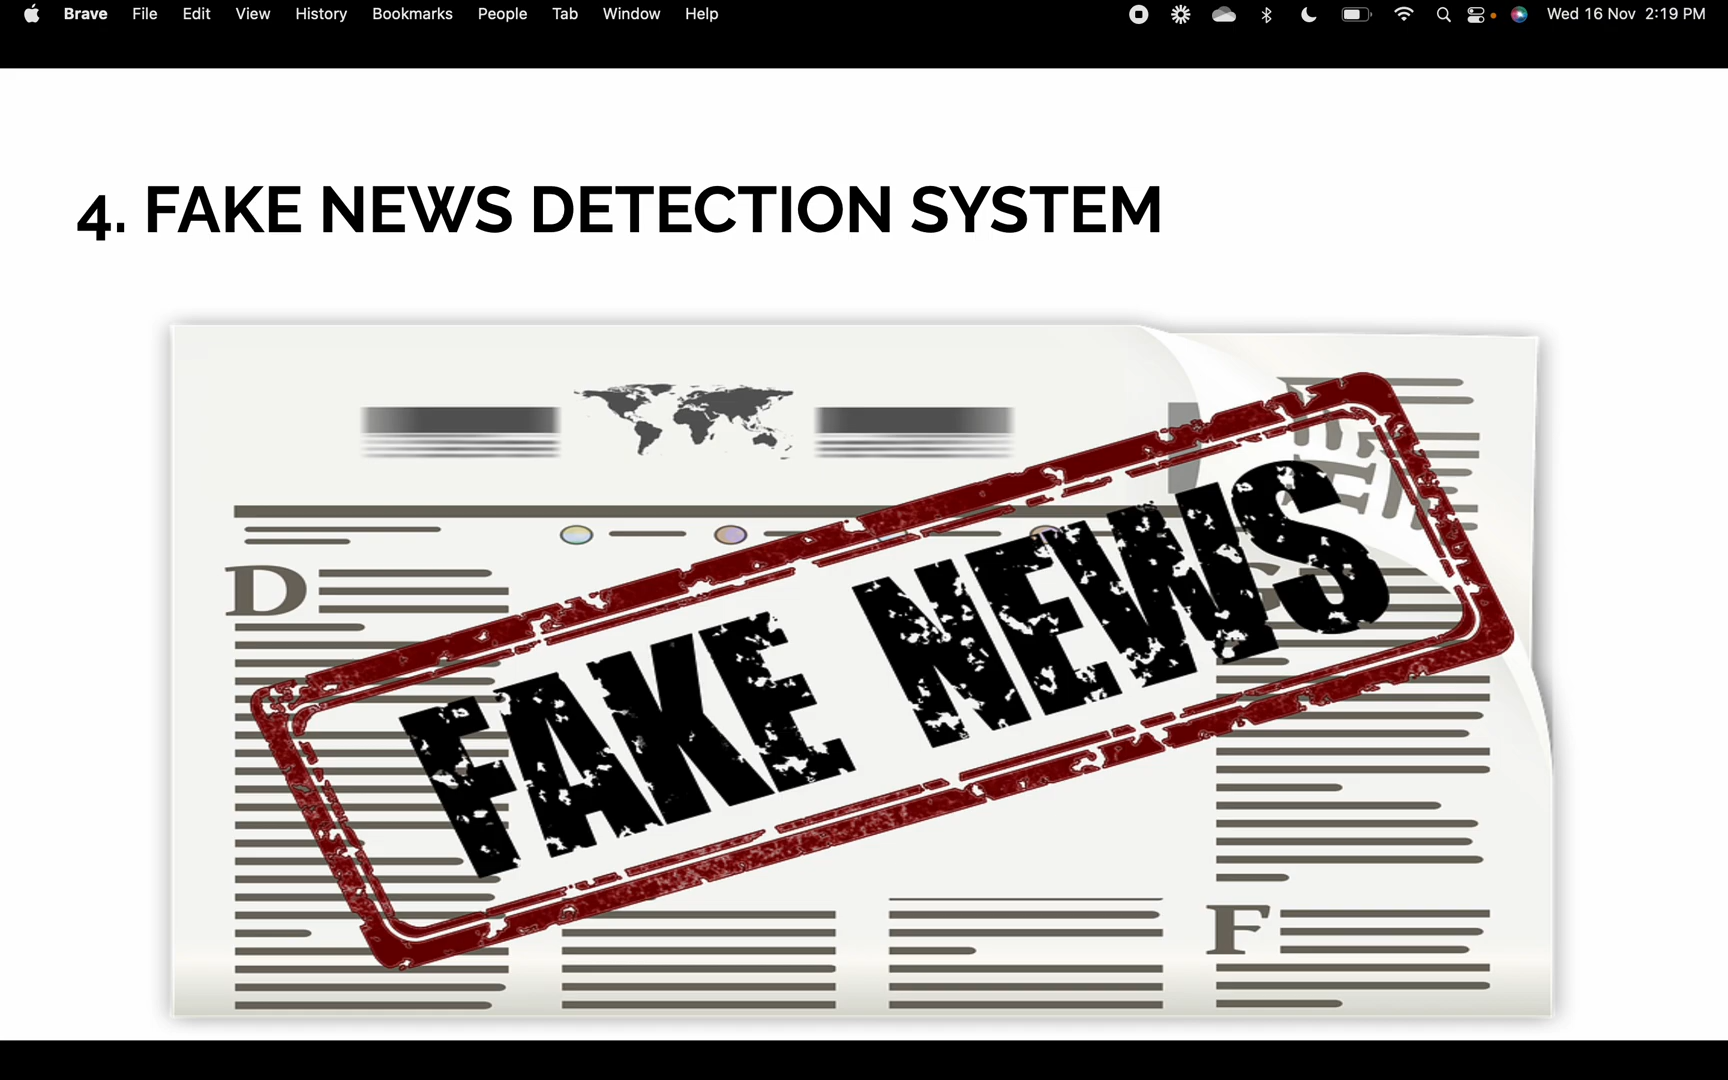 Brave File Edit View History Bookmarks People Tab Window Help Wed 16 Nov 2:19 PM
4. FAKE NEWS DETECTION SYSTEM
D
FAKE NEWS
F